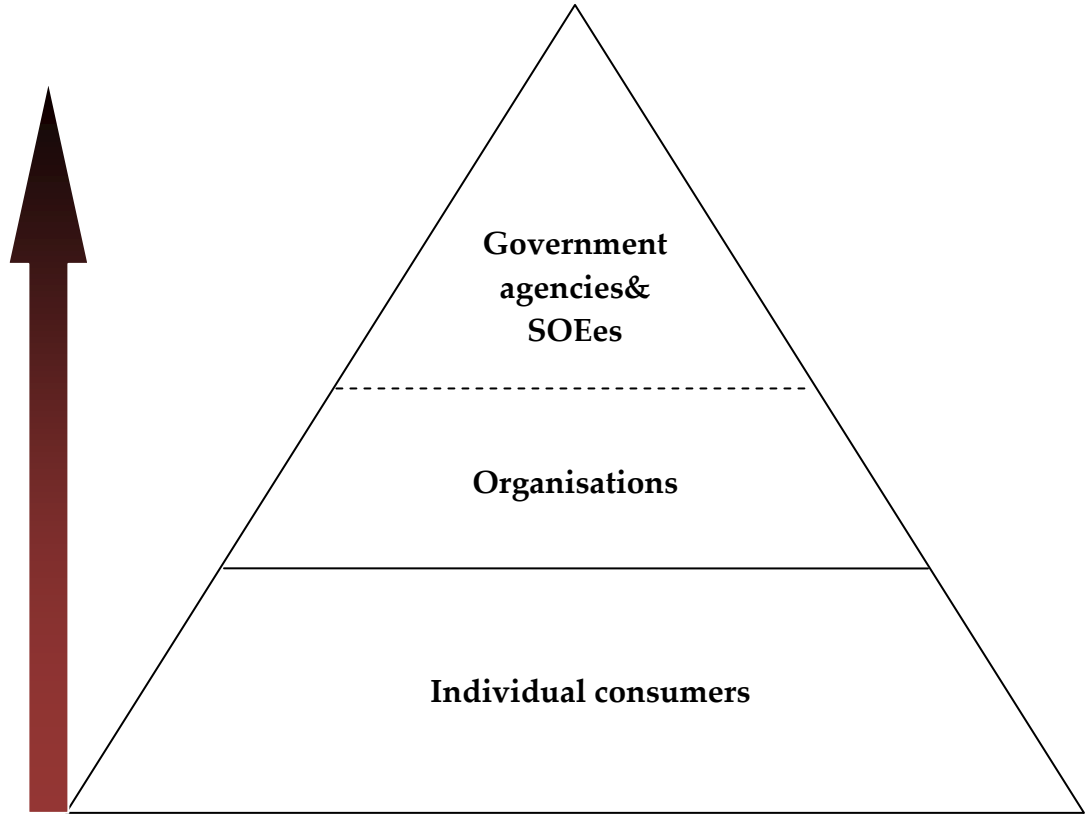 Government
agencies&
SOEes
Organisations
Individual consumers